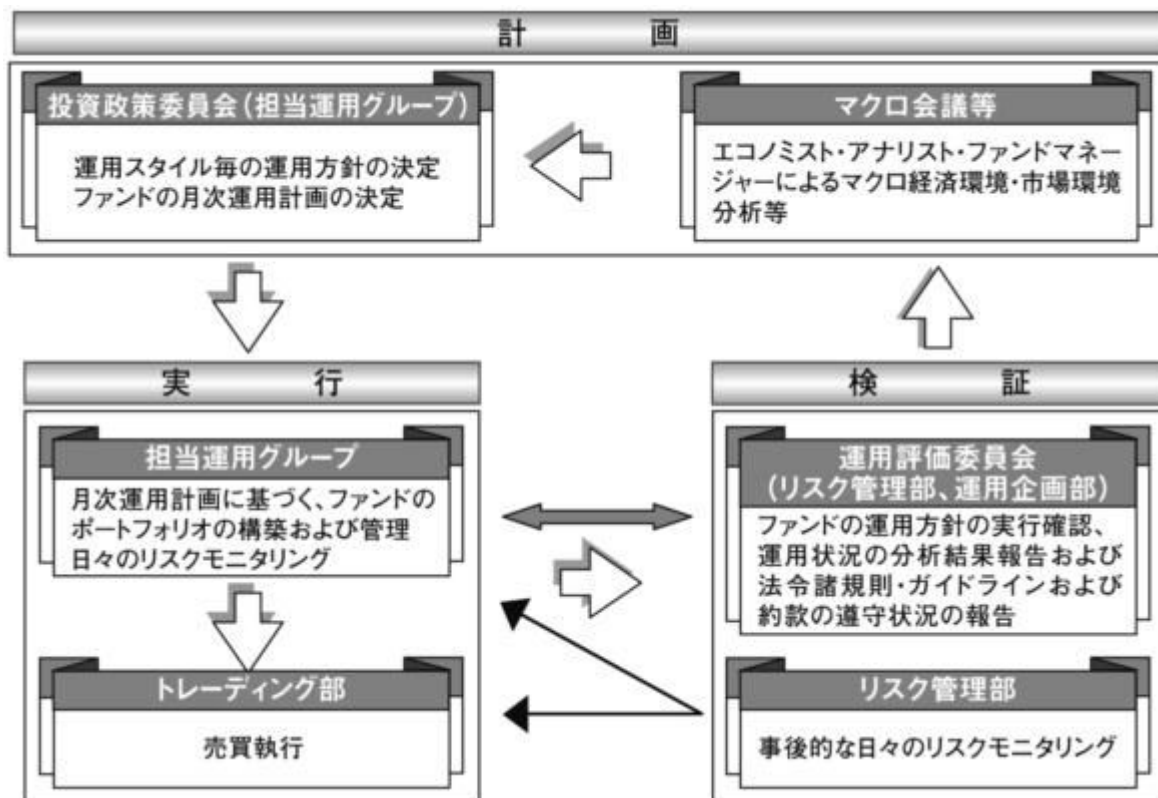 計画
投資政策委員会(担当運用グループ)
運用スタイル毎の運用方針の決定
ファンドの月次運用計画の決定
マクロ会議等
エコノミスト・アナリスト・ファンドマネー
ジャーによるマクロ経済環境・市場環境
分析等
実行
担当運用グループ
月次運用計画に基づく、ファンドの
ポートフォリオの構築および管理
日々のリスクモニタリング
トレーディング部
売買執行
検証
運用評価委員会
(リスク管理部、運用企画部)
ファンドの運用方針の実行確認、
運用状況の分析結果報告および
法令諸規則・ガイドラインおよび
約款の遵守状況の報告
リスク管理部
事後的な日々のリスクモニタリング